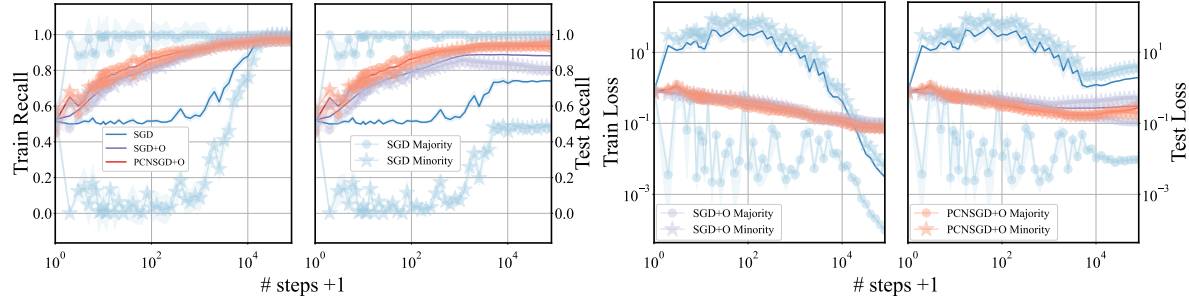 Train Recall
1.0
0.8
0.6
0.4
0.2
0.0
SGD
SGD+O
PCNSGD+O
10^0
10^2
10^4
SGD Majority
SGD Minority
10^0
10^2
10^4
1.0
0.8
0.6
0.4
0.2
0.0
Test Recall
# steps +1
Train Loss
10^1
10^-1
10^-3
SGD+O Majority
SGD+O Minority
10^0
10^2
10^4
PCNSGD+O Majority
PCNSGD+O Minority
10^0
10^2
10^4
10^1
10^-1
10^-3
Test Loss
# steps +1